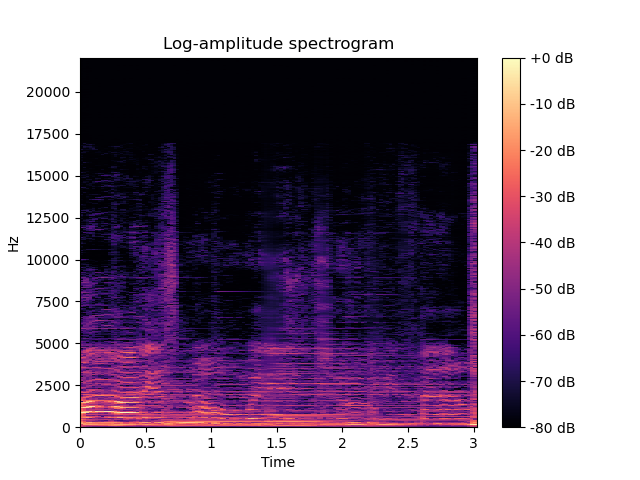 Log-amplitude spectrogram
20000
17500
15000
12500
10000
7500
5000
2500
0
Hz
0 0.5 1 1.5 2 2.5 3
Time
+0 dB
-10 dB
-20 dB
-30 dB
-40 dB
-50 dB
-60 dB
-70 dB
-80 dB